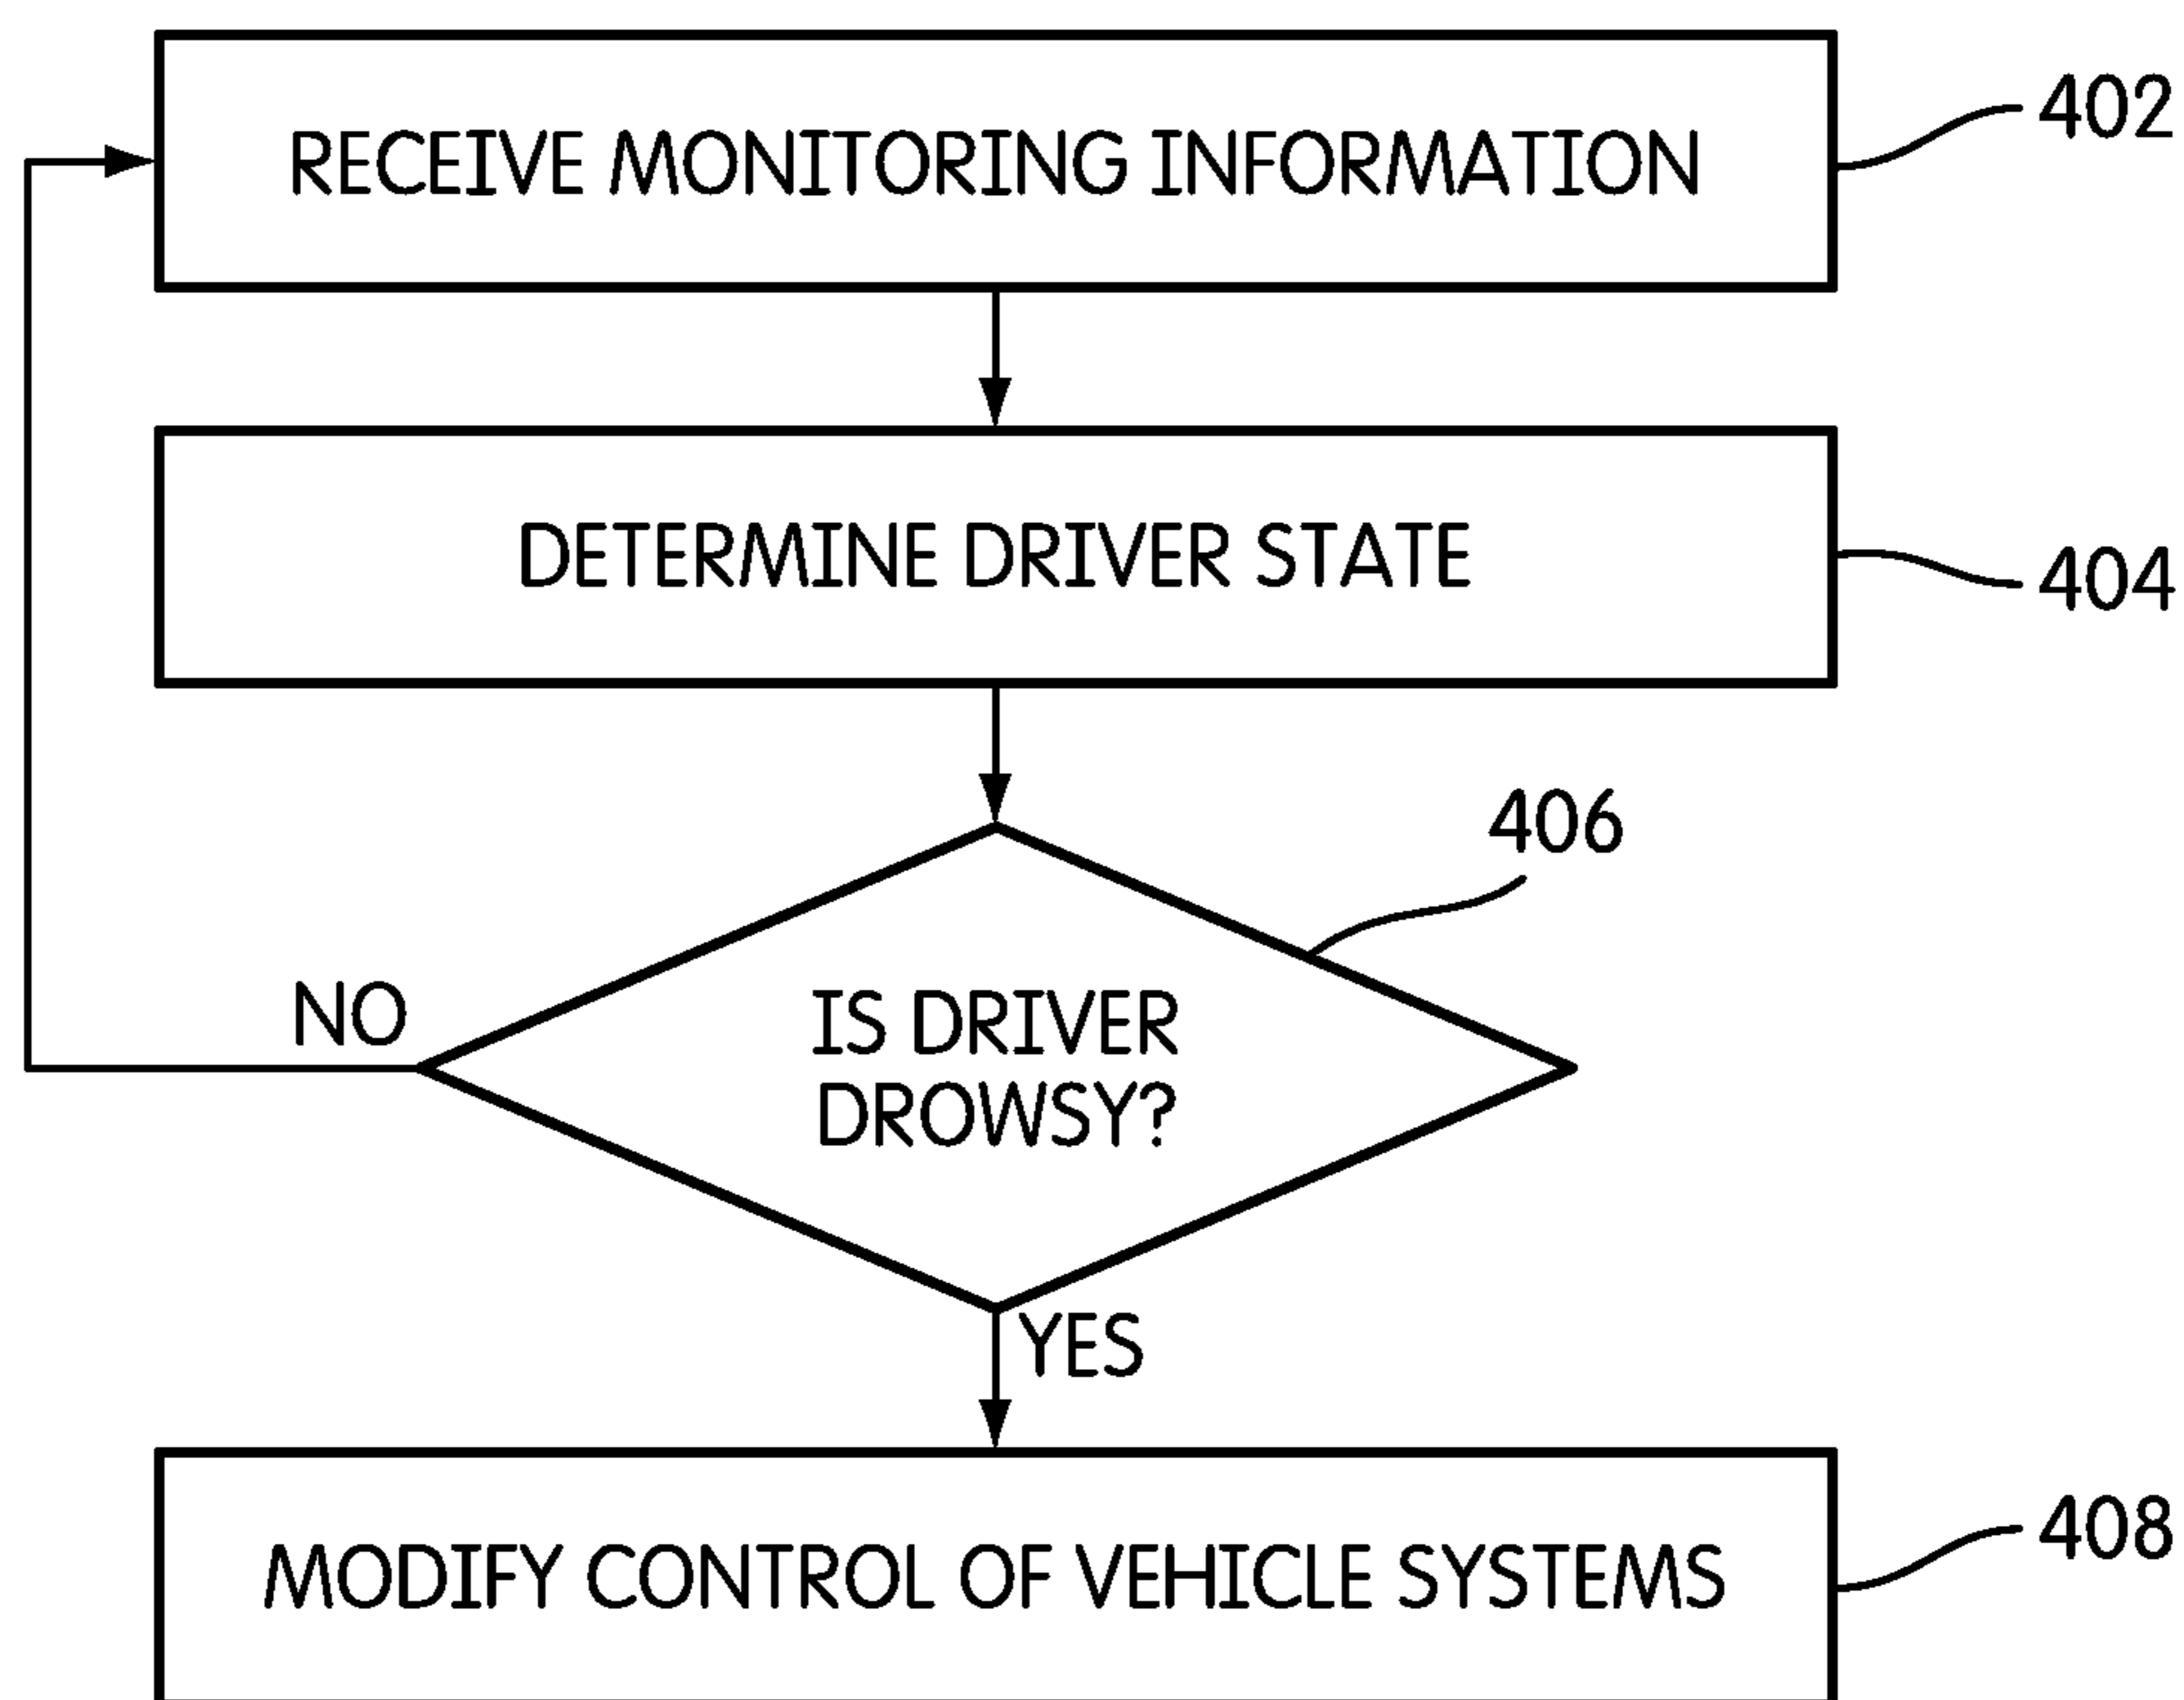 RECEIVE MONITORING INFORMATION
402
DETERMINE DRIVER STATE
404
406
IS DRIVER
DROWSY?
NO
YES
MODIFY CONTROL OF VEHICLE SYSTEMS
408